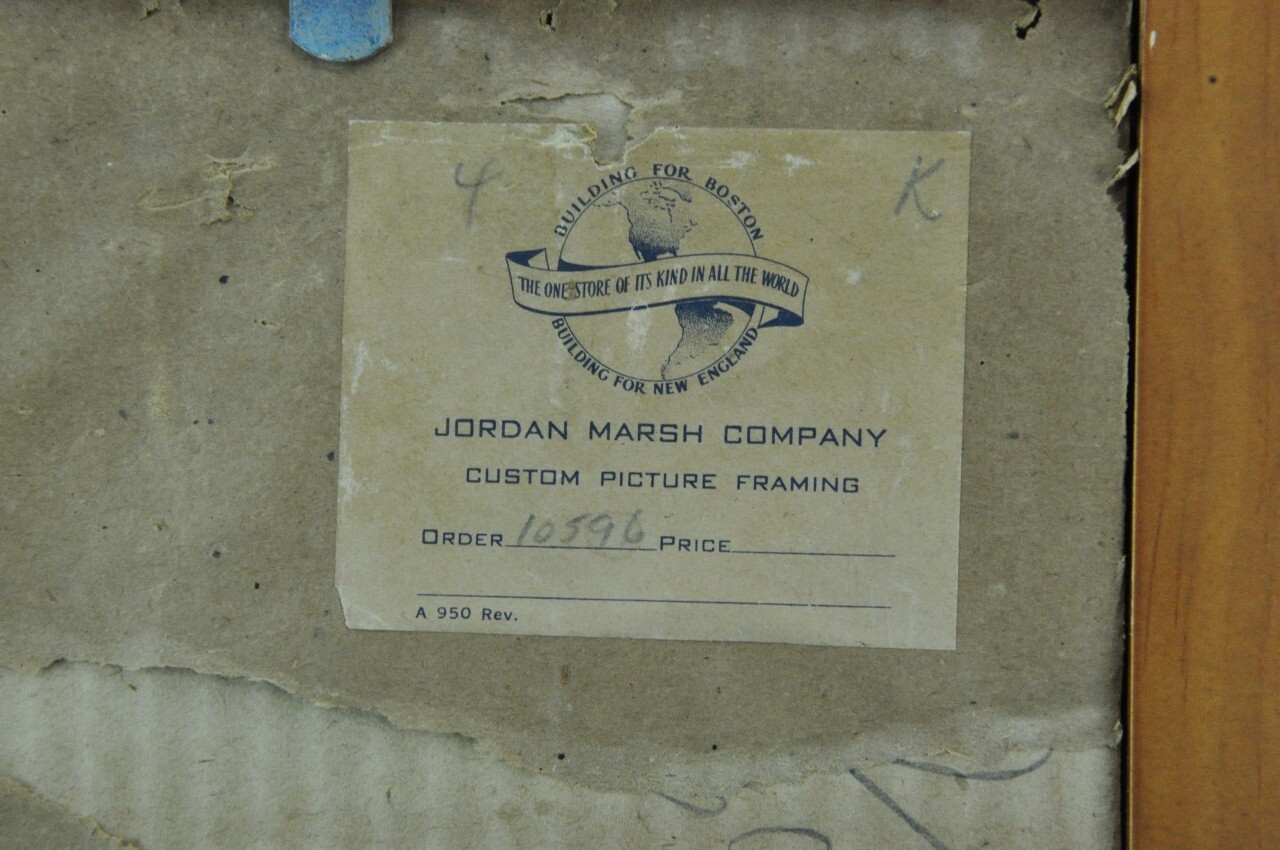 4 K
BUILDING FOR BOSTON
THE ONE STORE OF ITS KIND IN ALL THE WORLD
BUILDING FOR NEW ENGLAND
JORDAN MARSH COMPANY
CUSTOM PICTURE FRAMING
ORDER 10596 PRICE
A 950 Rev.